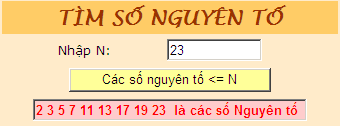 TÌM SỐ NGUYÊN TỐ
Nhập N: 23
Các số nguyên tố <= N
2 3 5 7 11 13 17 19 23 là các số Nguyên tố